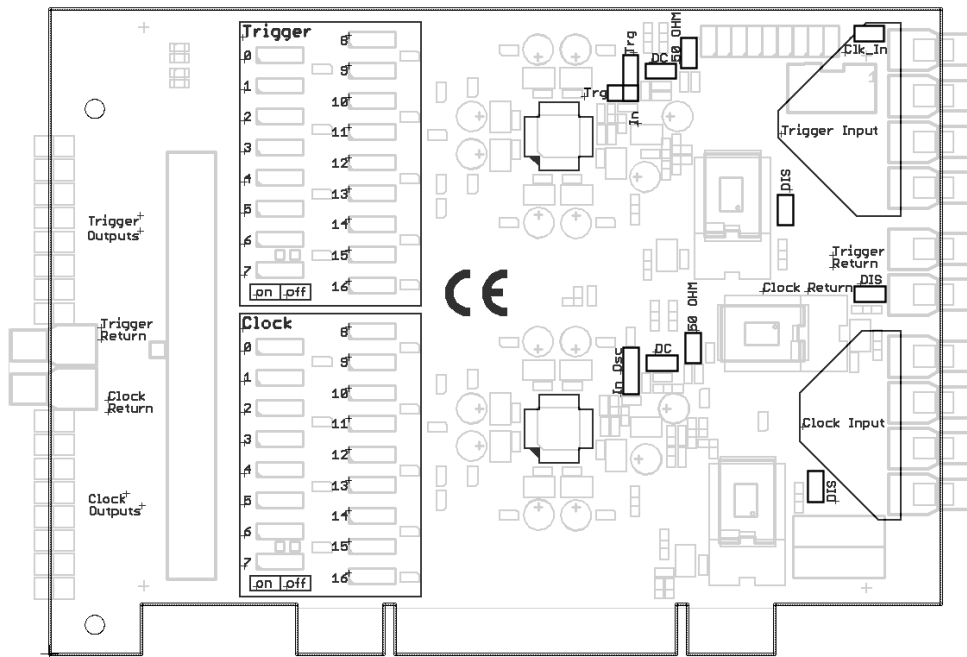 Trigger
0
1
2
3
4
5
6
7
8
9
10
11
12
13
14
15
16
on off
Clock
0
1
2
3
4
5
6
7
8
9
10
11
12
13
14
15
16
on off
Trigger
Outputs
Trigger
Return
Clock
Return
Clock
Outputs
CE
Trg
50 OHM
DC
Trg
In
Clk_In
1
Trigger Input
DIS
Trigger
Return
DIS
Clock Return
50 OHM
DC
In Osc
Clock Input
DIS